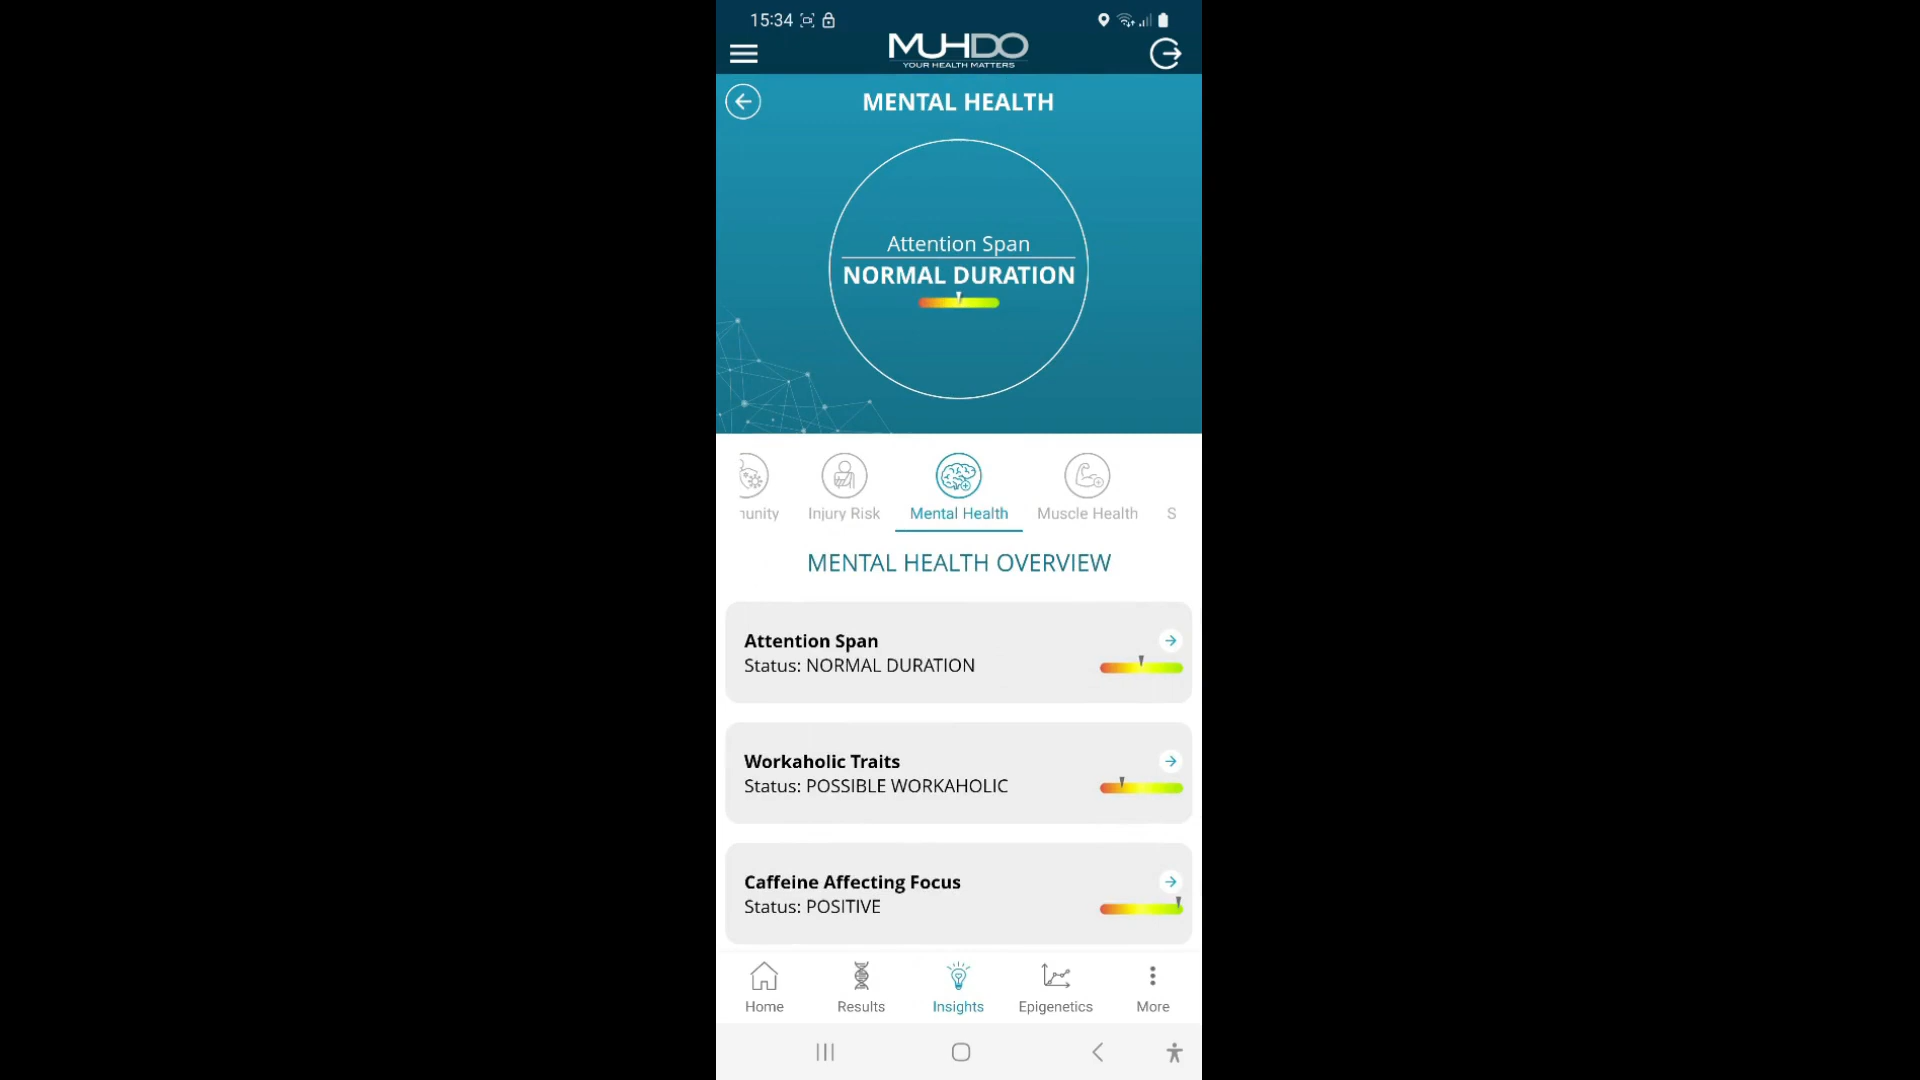 15:34
MUHDO
YOUR HEALTH MATTERS
MENTAL HEALTH
Attention Span
NORMAL DURATION
nunity
Injury Risk
Mental Health
Muscle Health
S
MENTAL HEALTH OVERVIEW
Attention Span
Status: NORMAL DURATION
Workaholic Traits
Status: POSSIBLE WORKAHOLIC
Caffeine Affecting Focus
Status: POSITIVE
Home
Results
Insights
Epigenetics
More